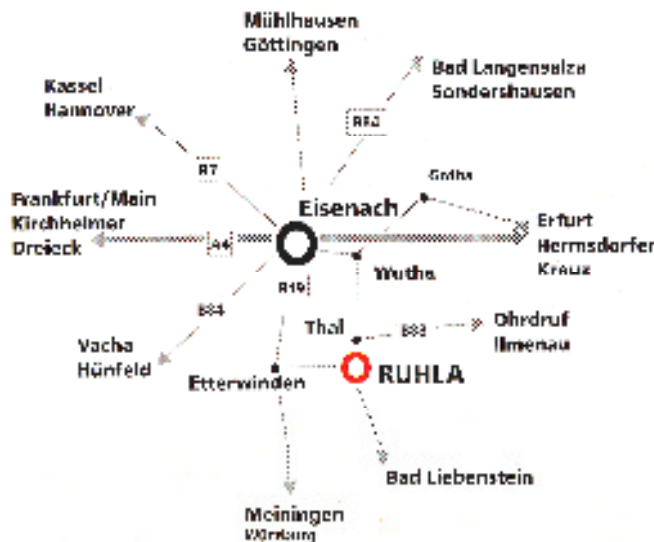 Mühlhausen
Göttingen
Bad Langensalza
Sondershausen
Kassel
Hannover
B84
B7
Gotha
Frankfurt/Main
Kirchheimer
Dreieck
Eisenach
Erfurt
Hermsdorfer
Kreuz
A4
Wutha
B19
B84
Thal
B88
Ohrdruf
Ilmenau
Vacha
Hünfeld
Etterwinden
RUHLA
Bad Liebenstein
Meiningen
Würzburg